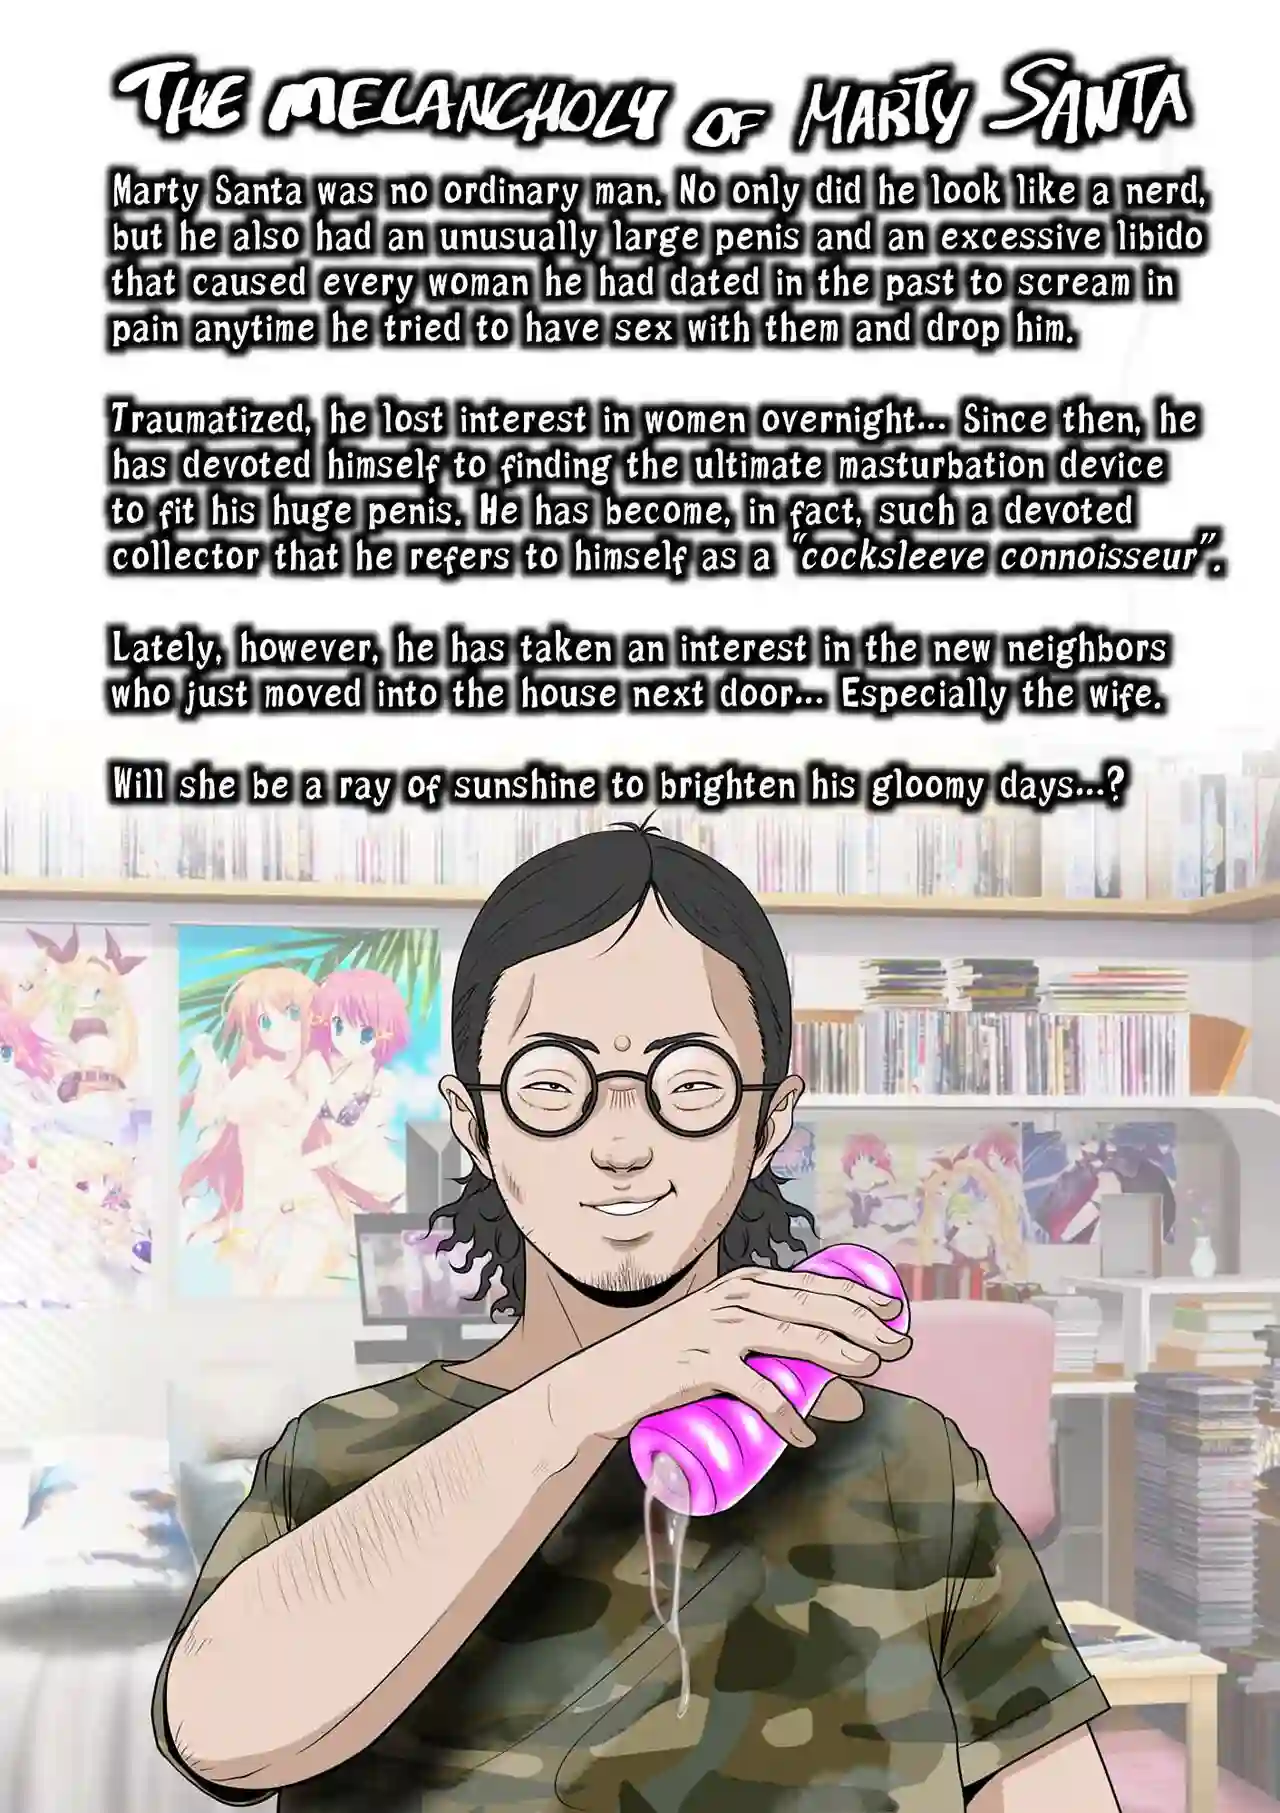 THE MELANCHOLY OF MARTY SANTA
Marty Santa was no ordinary man. No only did he look like a nerd,
but he also had an unusually large penis and an excessive libido
that caused every woman he had dated in the past to scream in
pain anytime he tried to have sex with them and drop him.
Traumatized, he lost interest in women overnight... Since then, he
has devoted himself to finding the ultimate masturbation device
to fit his huge penis. He has become, in fact, such a devoted
collector that he refers to himself as a "cocksleeve connoisseur".
Lately, however, he has taken an interest in the new neighbors
who just moved into the house next door... Especially the wife.
Will she be a ray of sunshine to brighten his gloomy days...?